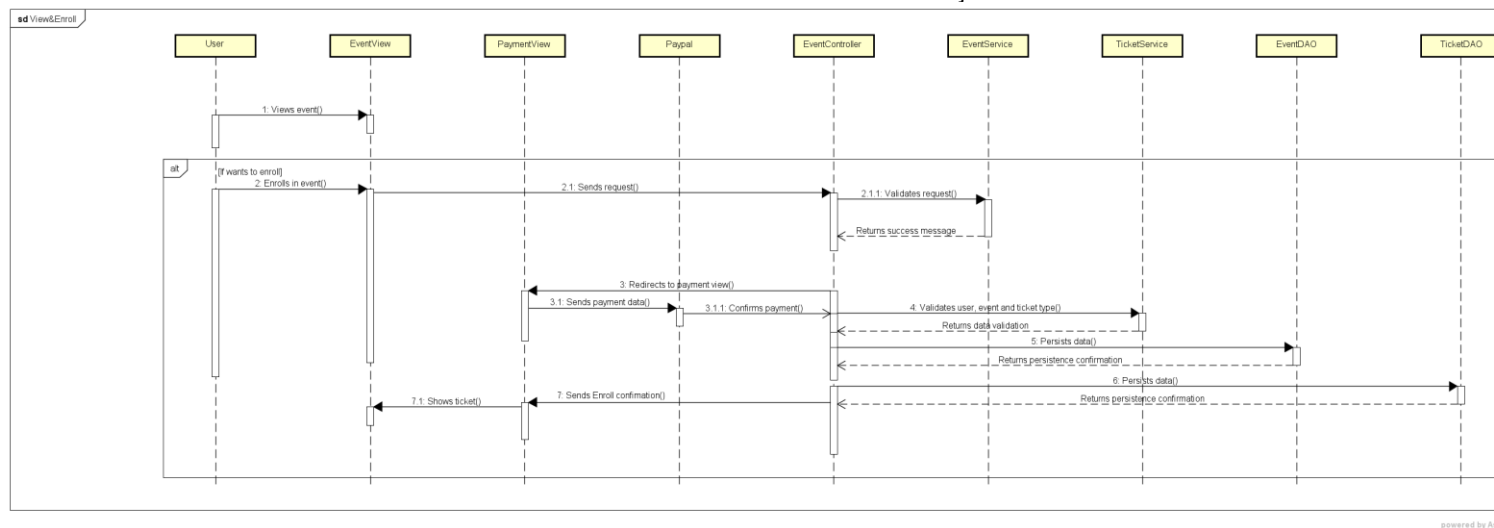 sd View&Enroll
User
EventView
PaymentView
Paypal
EventController
EventService
TicketService
EventDAO
TicketDAO
1: Views event()
alt
[If wants to enroll]
2: Enrolls in event()
2.1: Sends request()
2.1.1: Validates request()
Returns success message
3: Redirects to payment view()
3.1: Sends payment data()
3.1.1: Confirms payment()
4: Validates user, event and ticket type()
Returns data validation
5: Persists data()
Returns persistence confirmation
6: Persists data()
7: Sends Enroll confimation()
7.1: Shows ticket()
Returns persistence confirmation
powered by A